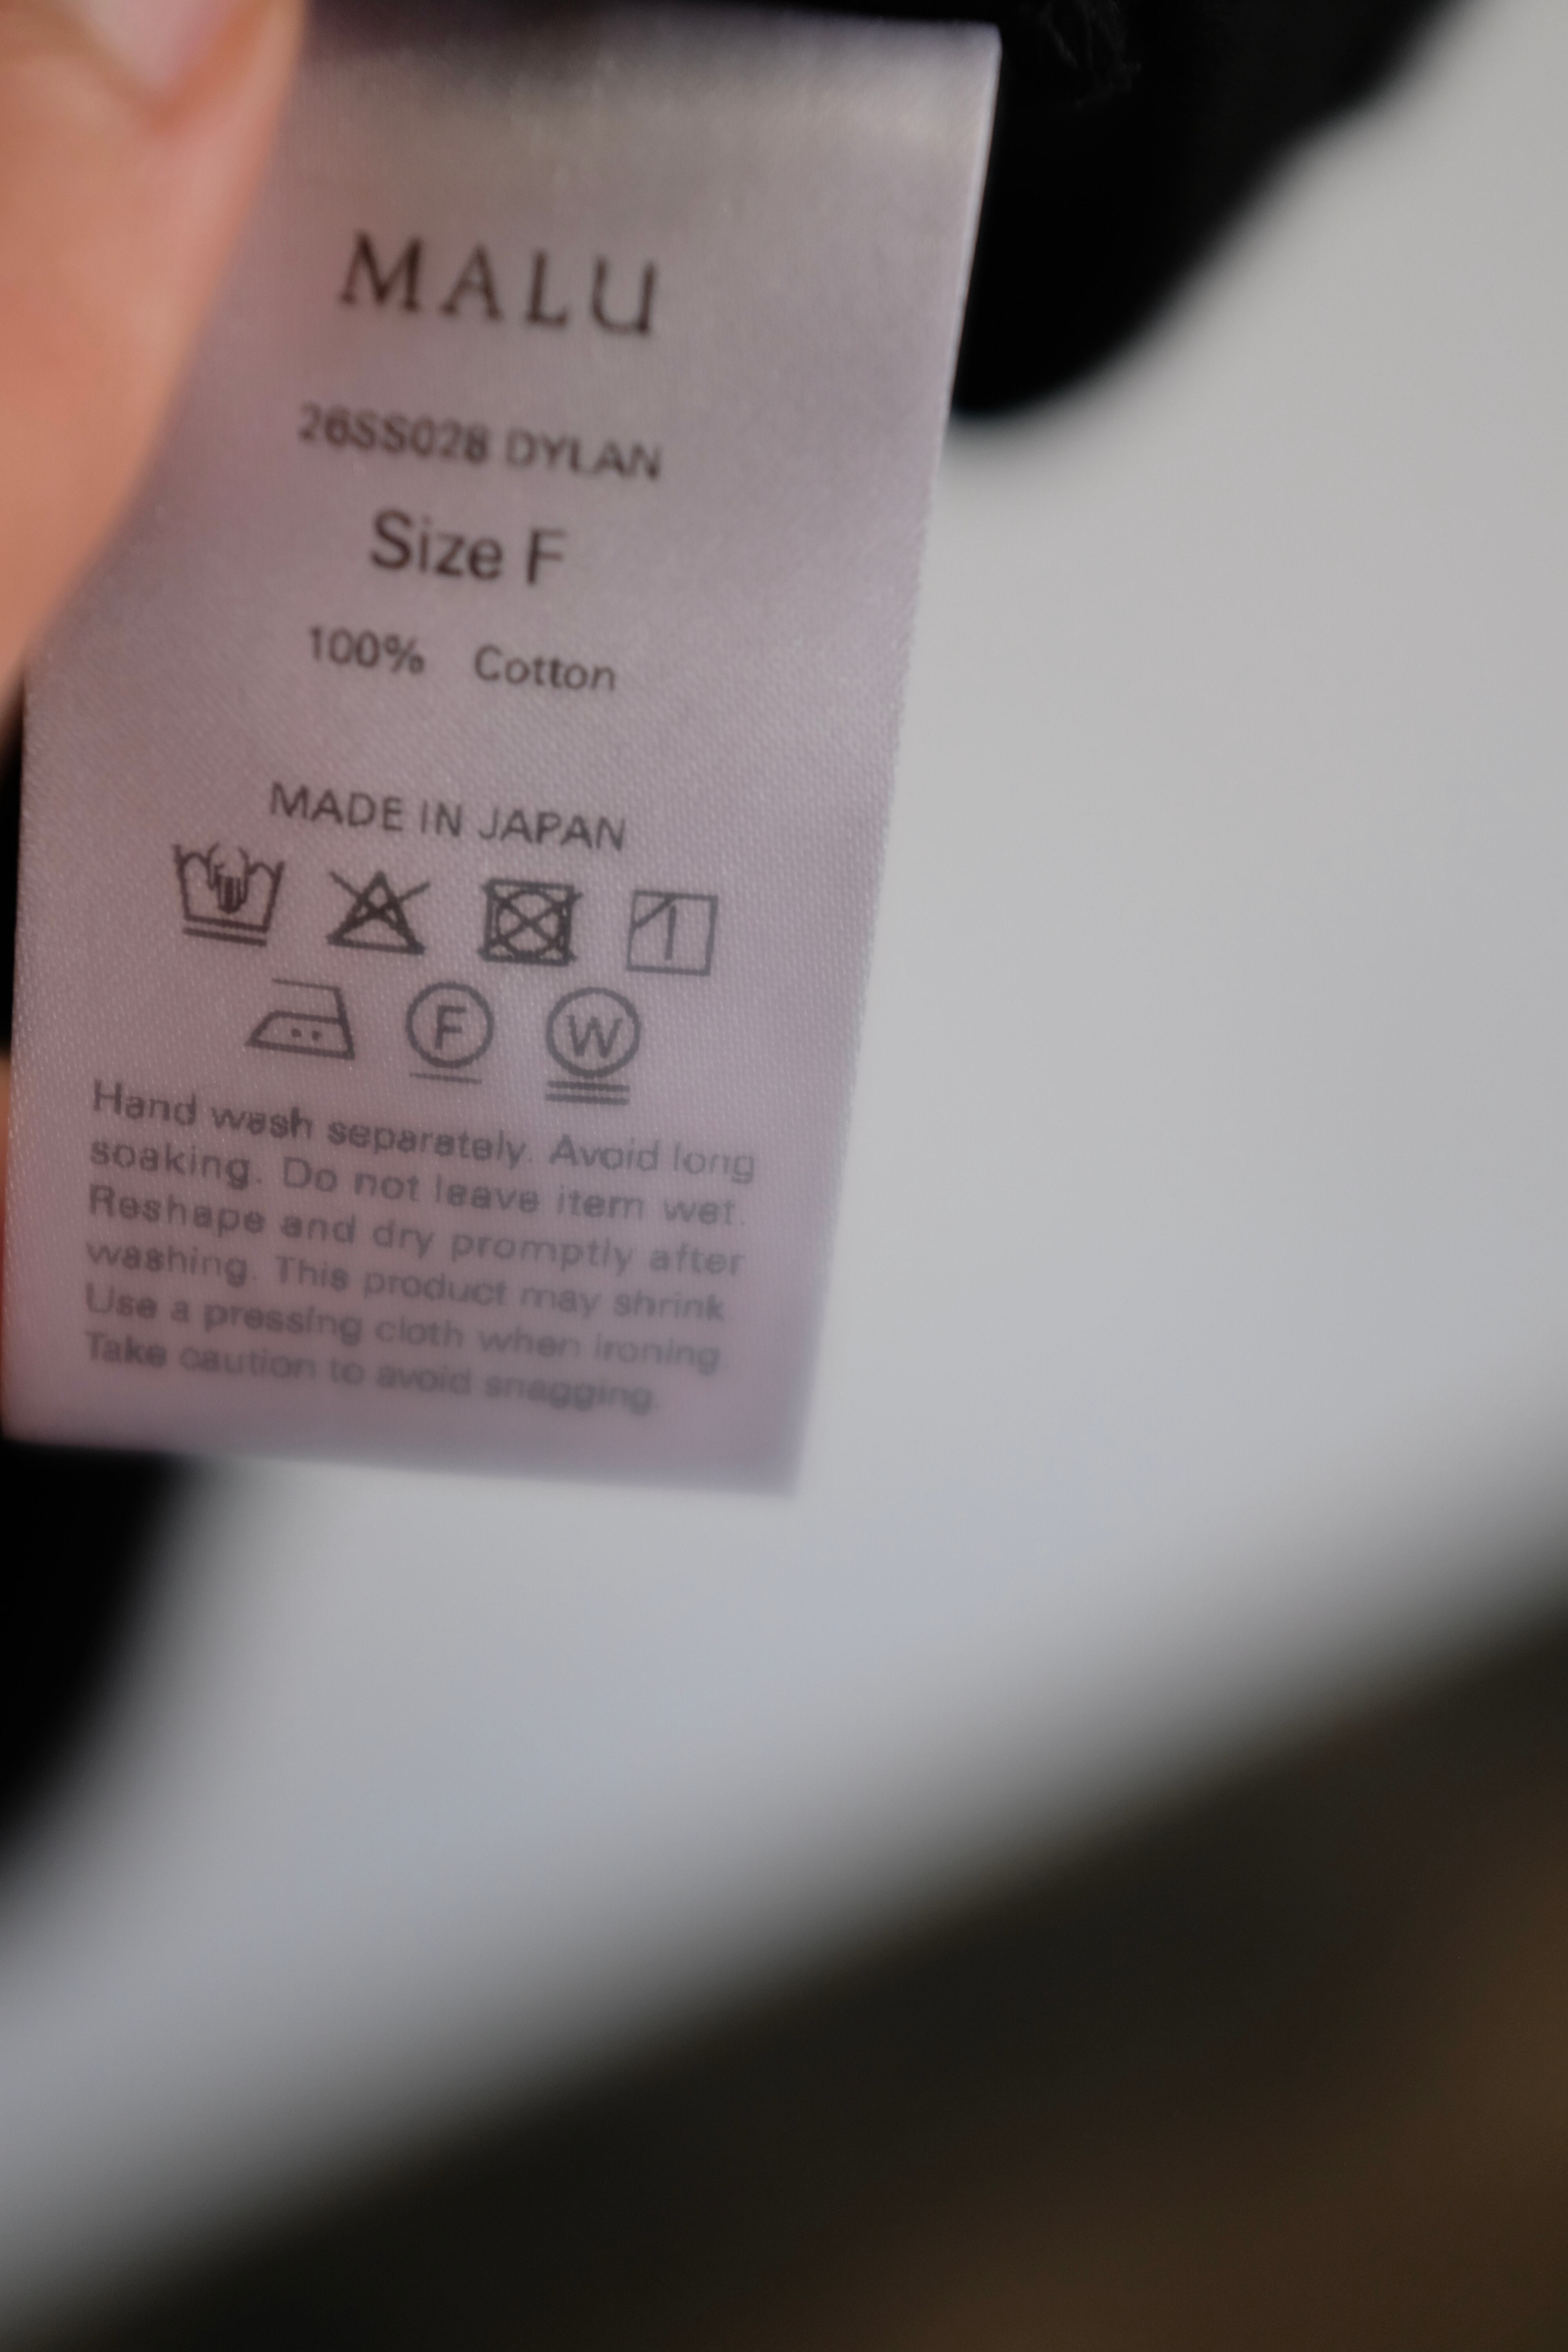 MALU
26SS028 DYLAN
Size F
100% Cotton
MADE IN JAPAN
F W
Hand wash separately. Avoid long
soaking. Do not leave item wet.
Reshape and dry promptly after
washing. This product may shrink.
Use a pressing cloth when ironing.
Take caution to avoid snagging.